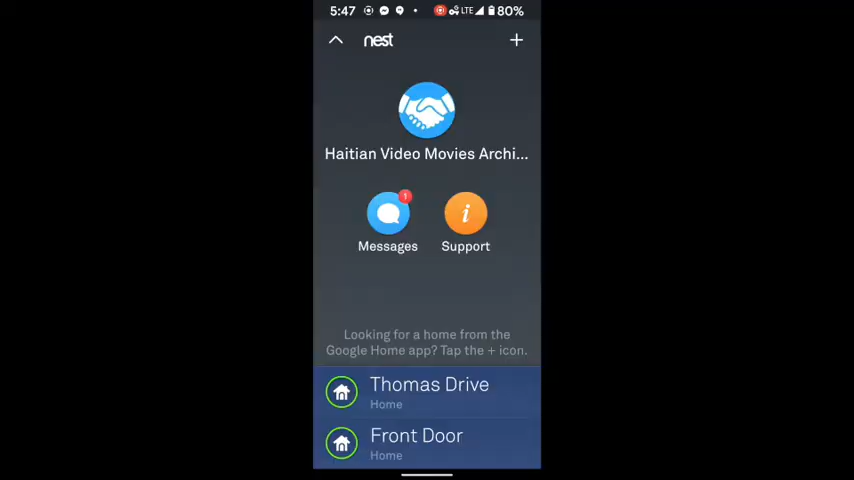 5:47 LTE 80%
nest
Haitian Video Movies Archi...
1
i
Messages
Support
Looking for a home from the
Google Home app? Tap the + icon.
Thomas Drive
Home
Front Door
Home